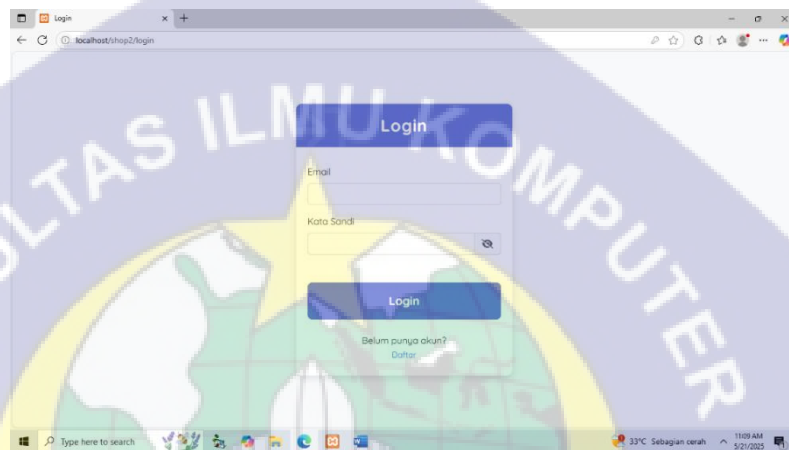 Login
localhost/shop2/login
FAKULTAS ILMU KOMPUTER
Login
Email
Kata Sandi
Login
Belum punya akun?
Daftar
Type here to search
33°C Sebagian cerah
11:09 AM
5/21/2025